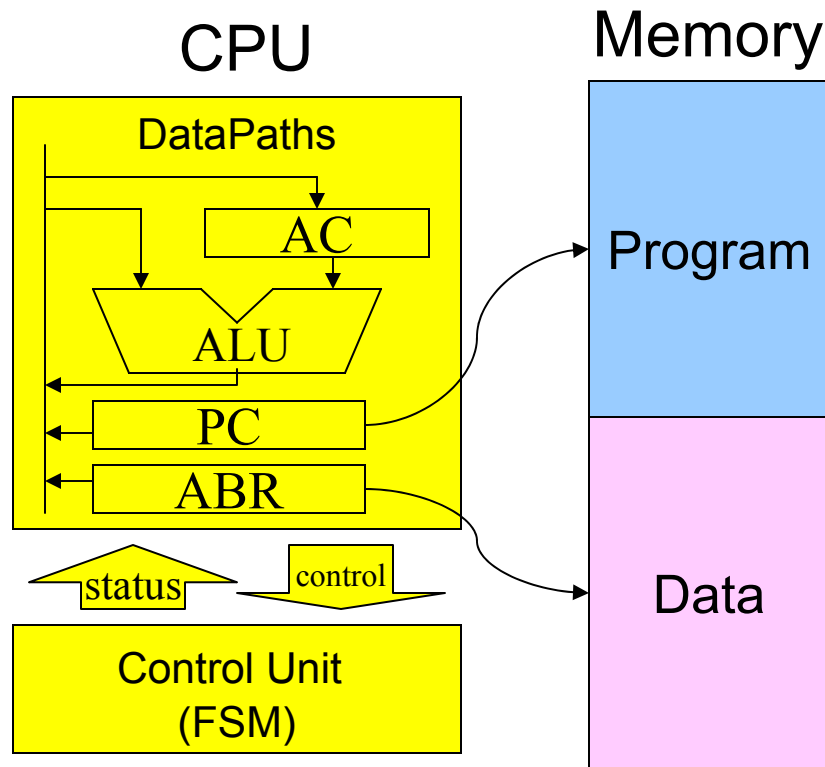 CPU
Memory
DataPaths
AC
ALU
PC
ABR
status
control
Control Unit
(FSM)
Program
Data